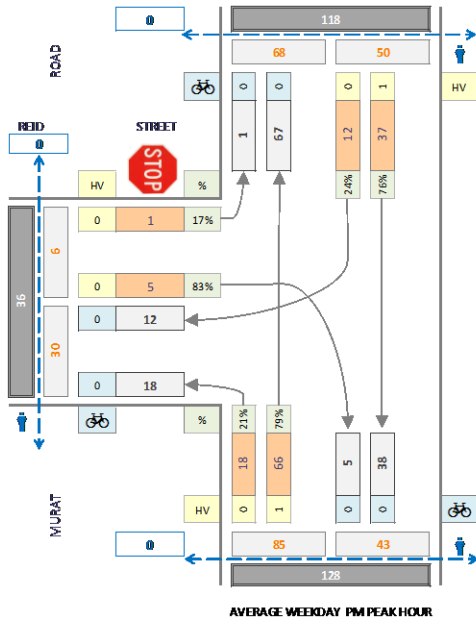 0
118
68 50
ROAD
0 0 0 1 HV
REID STREET
0
STOP
1 67 12 37
HV %
24% 76%
0 1 17%
6
36
0 5 83%
0 12
30
0 18
%
21% 79%
18 66 5 38
MURAT
HV 0 1 0 0
0
85 43
128
AVERAGE WEEKDAY PM PEAK HOUR